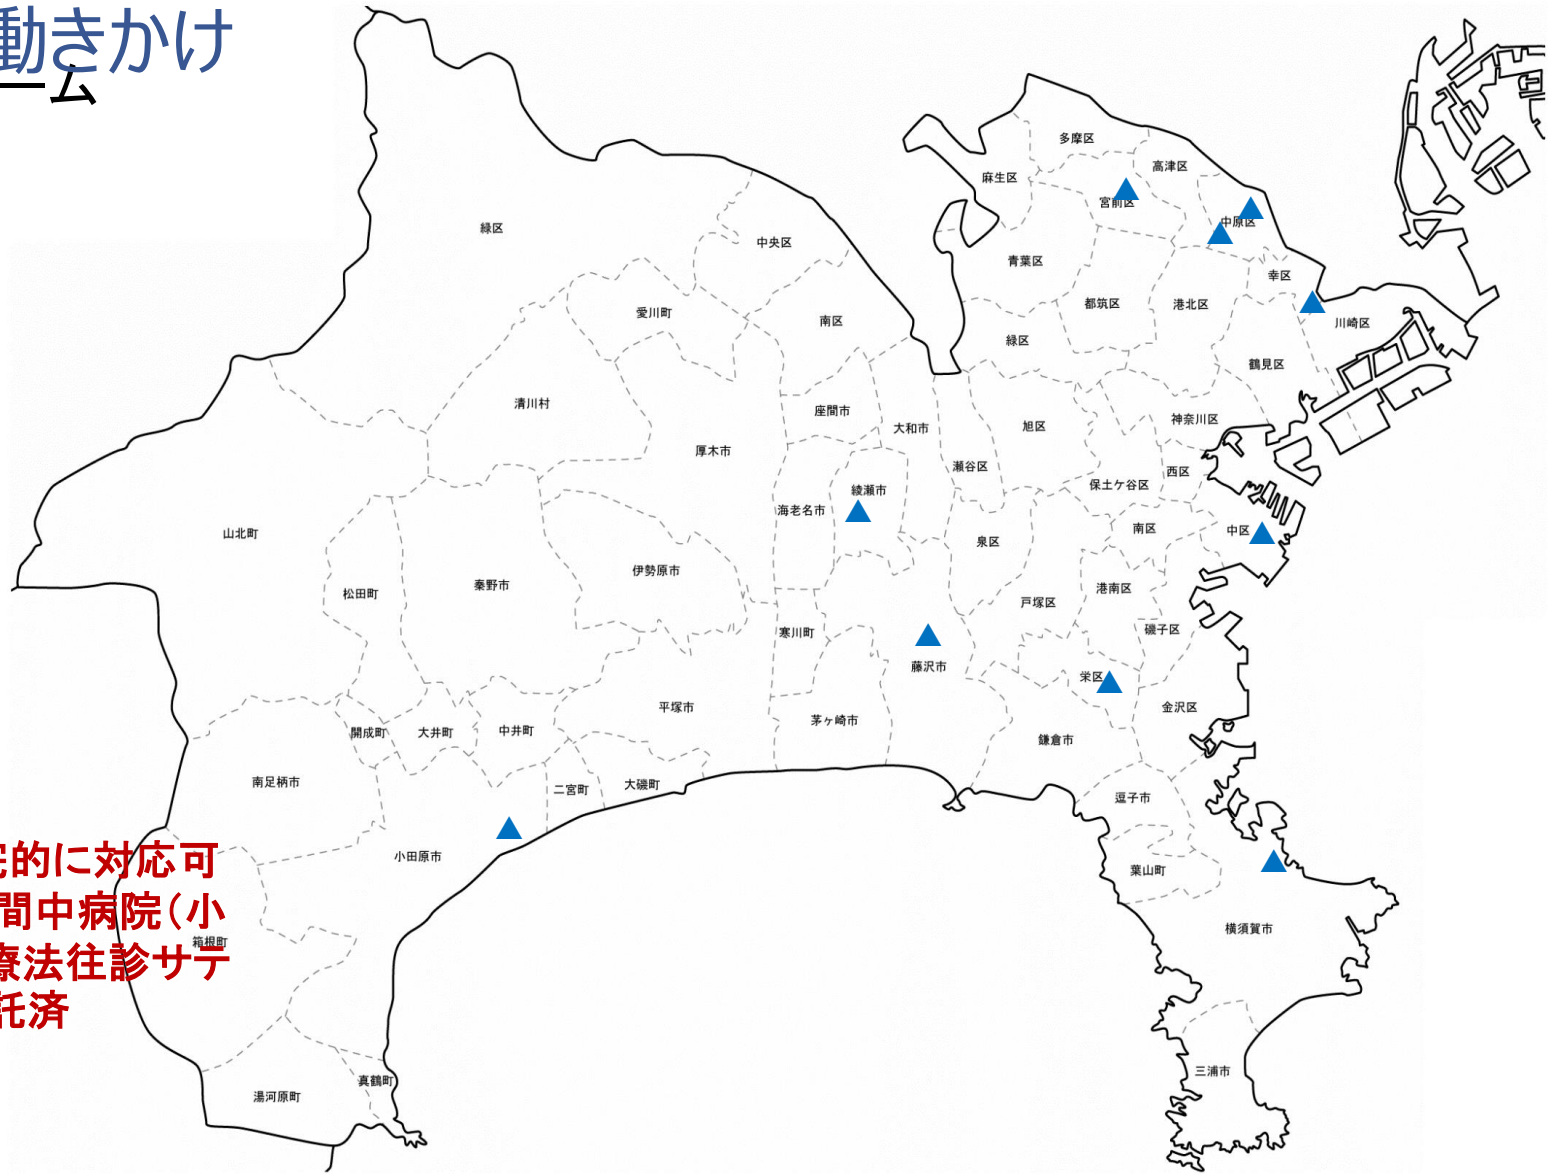 動きかけ
ーム
多摩区
高津区
麻生区
宮前区
中原区
緑区
中央区
青葉区
幸区
愛川町
都筑区
港北区
南区
川崎区
緑区
鶴見区
清川村
座間市
神奈川区
大和市
旭区
厚木市
瀬谷区
西区
保土ケ谷区
綾瀬市
海老名市
山北町
南区
中区
泉区
伊勢原市
秦野市
港南区
松田町
戸塚区
寒川町
磯子区
藤沢市
栄区
平塚市
金沢区
茅ヶ崎市
開成町
大井町
中井町
鎌倉市
南足柄市
大磯町
二宮町
逗子市
的に対応可
小田原市
葉山町
間中病院（小
横須賀市
箱根町
療法往診サテ
託済
三浦市
真鶴町
湯河原町